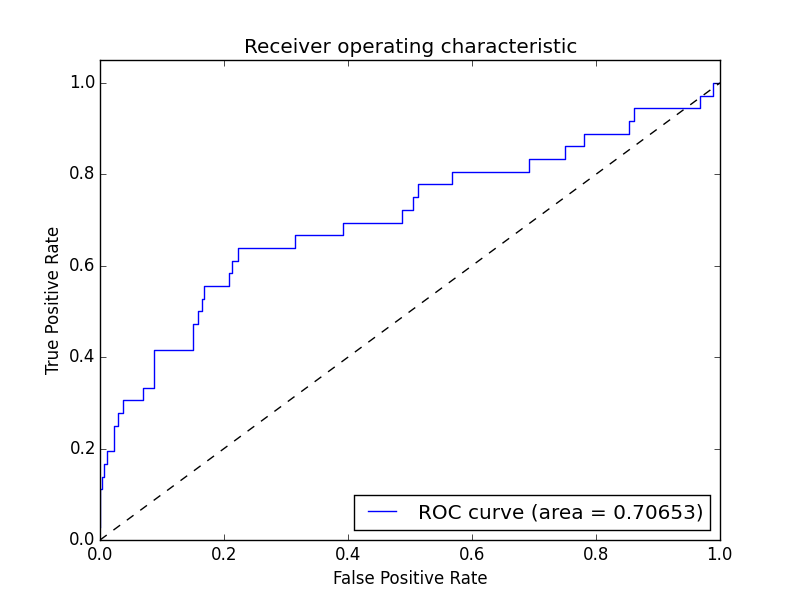 Receiver operating characteristic
1.0
0.8
0.6
0.4
0.2
0.0
True Positive Rate
ROC curve (area = 0.70653)
0.0 0.2 0.4 0.6 0.8 1.0
False Positive Rate